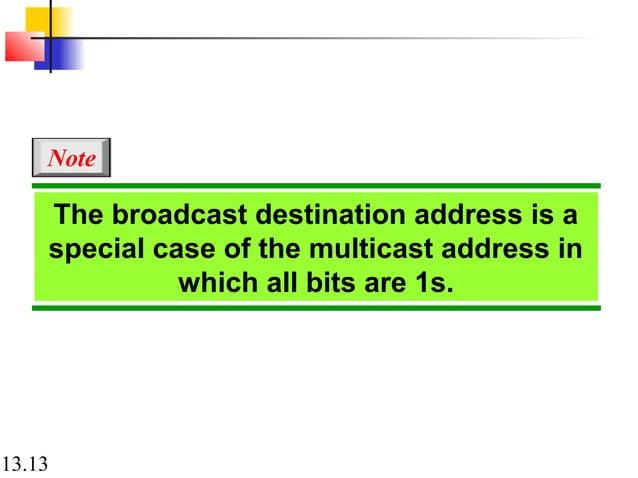 Note
The broadcast destination address is a
special case of the multicast address in
which all bits are 1s.
13.13